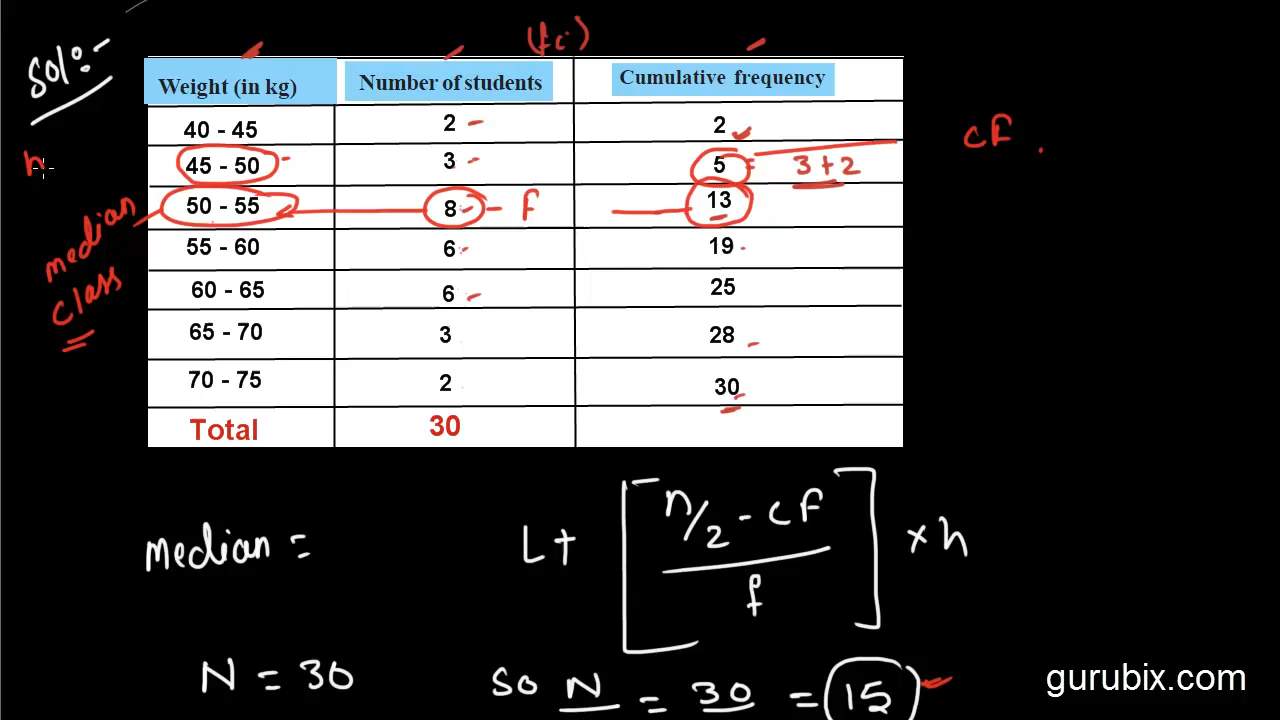 Sol:-
(fi)
Weight (in kg) Number of students Cumulative frequency
40 - 45 2 2
45 - 50 3 5 3+2
50 - 55 8 - f 13
55 - 60 6 19
60 - 65 6 25
65 - 70 3 28
70 - 75 2 30
Total 30
h
median
class
cf
median = L + [n/2 - cf / f] × h
N = 30 so N = 30 = 15
gurubix.com